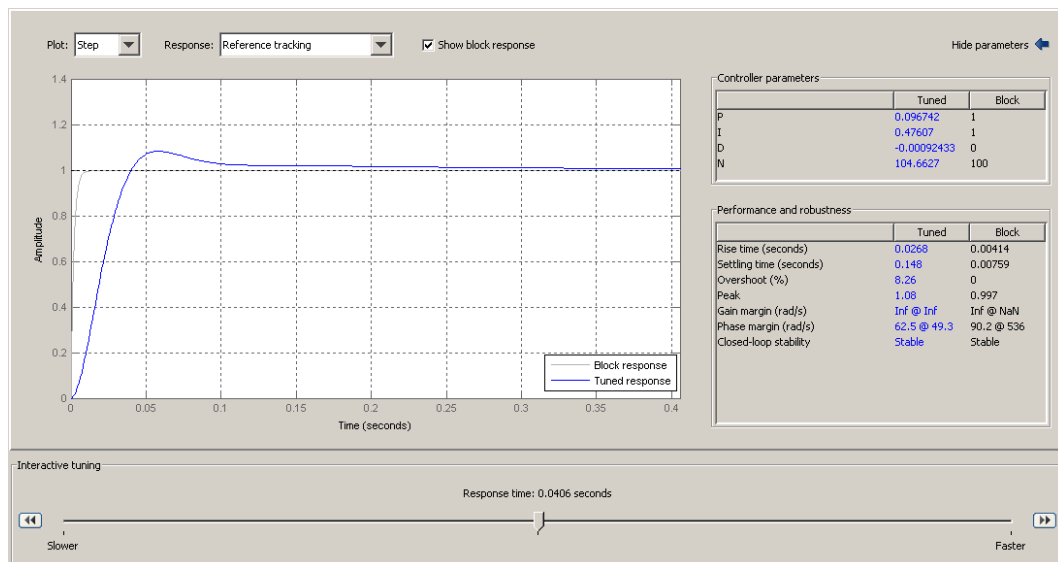 Plot: Step Response: Reference tracking Show block response Hide parameters
1.4
1.2
1
0.8
0.6
0.4
0.2
0
Amplitude
0 0.05 0.1 0.15 0.2 0.25 0.3 0.35 0.4
Time (seconds)
Block response
Tuned response
Controller parameters
Tuned Block
P 0.096742 1
I 0.47607 1
D -0.00092433 0
N 104.6627 100
Performance and robustness
Tuned Block
Rise time (seconds) 0.0268 0.00414
Settling time (seconds) 0.148 0.00759
Overshoot (%) 8.26 0
Peak 1.08 0.997
Gain margin (rad/s) Inf @ Inf Inf @ NaN
Phase margin (rad/s) 62.5 @ 49.3 90.2 @ 536
Closed-loop stability Stable Stable
Interactive tuning
Response time: 0.0406 seconds
Slower Faster